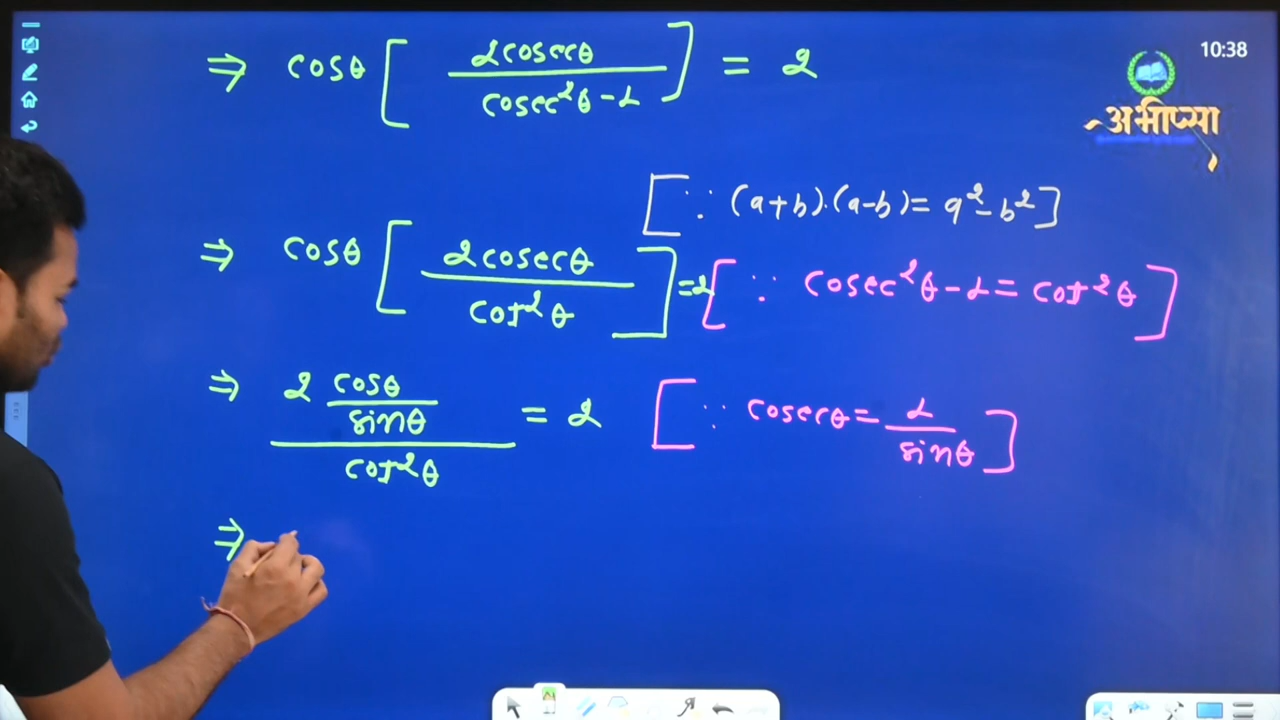 ⇒ cosθ [ 2cosecθ / cosec²θ-1 ] = 2
10:38
अभीप्सा
[∵ (a+b).(a-b)= a²-b²]
⇒ cosθ [ 2cosecθ / cot²θ ] =2 [∵ cosec²θ-1= cot²θ]
⇒ 2 cosθ/sinθ / cot²θ = 2 [∵ cosecθ= 1/sinθ]
⇒